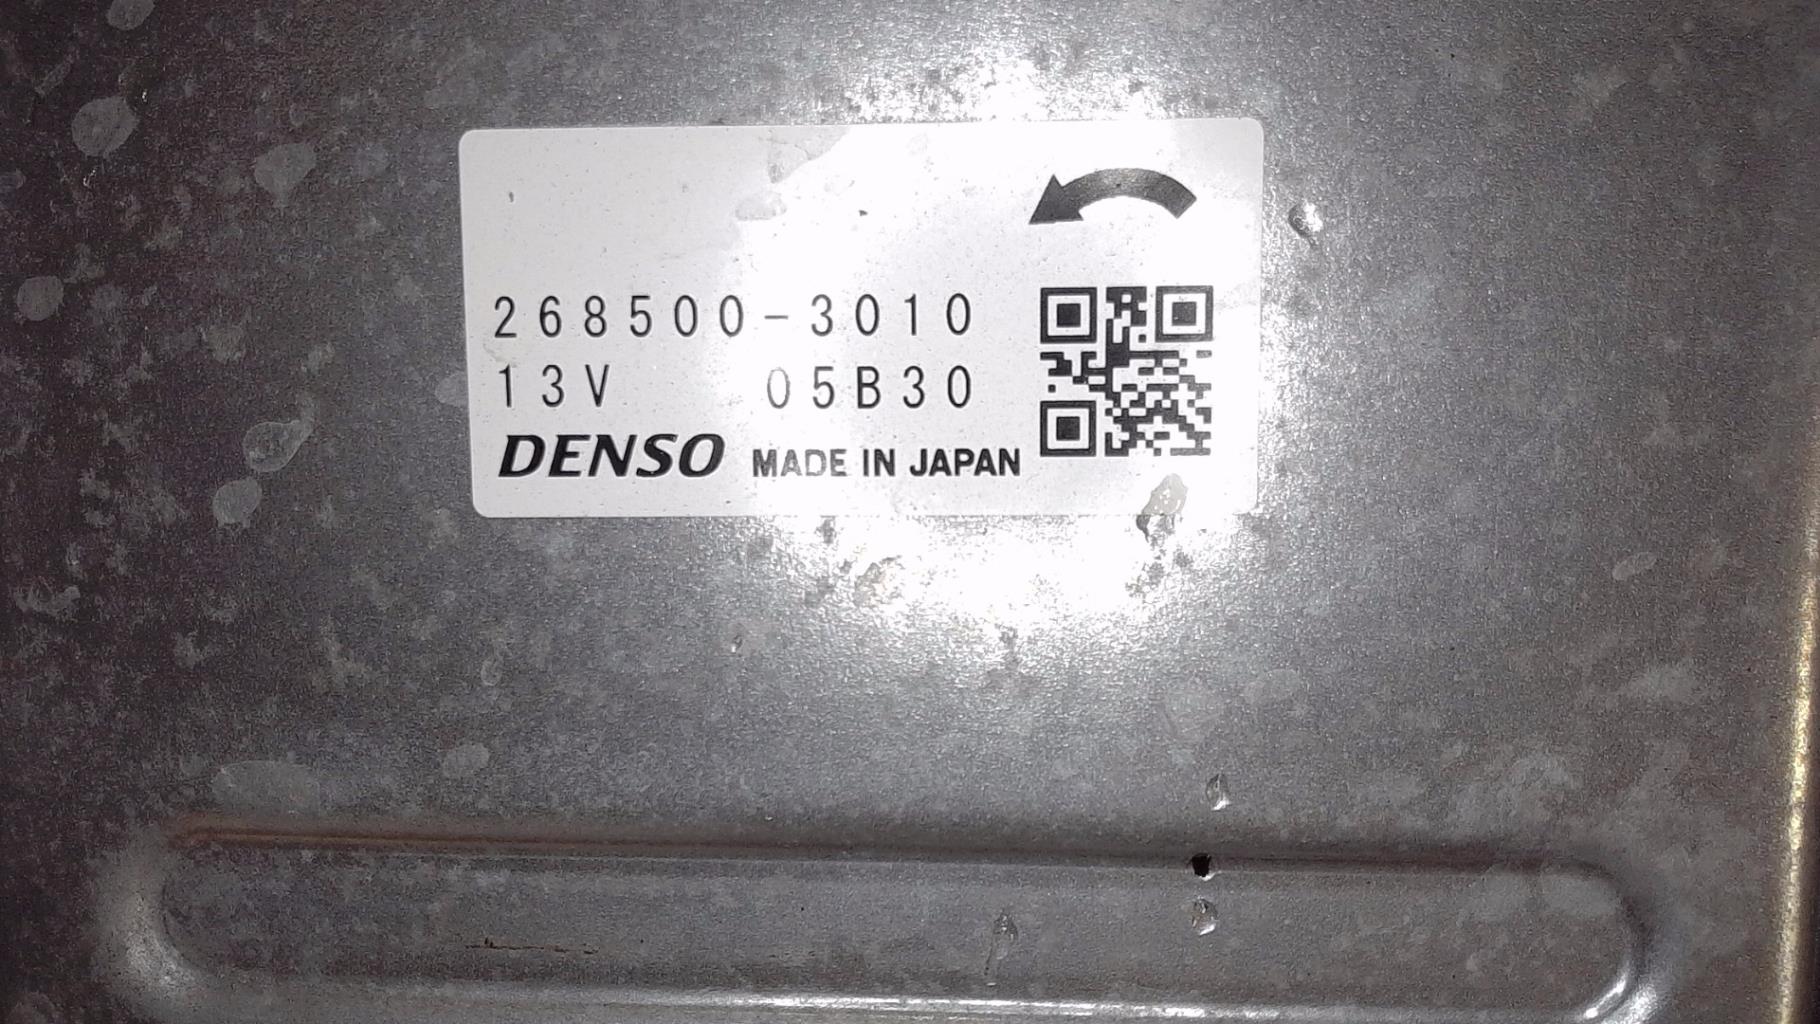 268500-3010
13V 05B30
DENSO MADE IN JAPAN